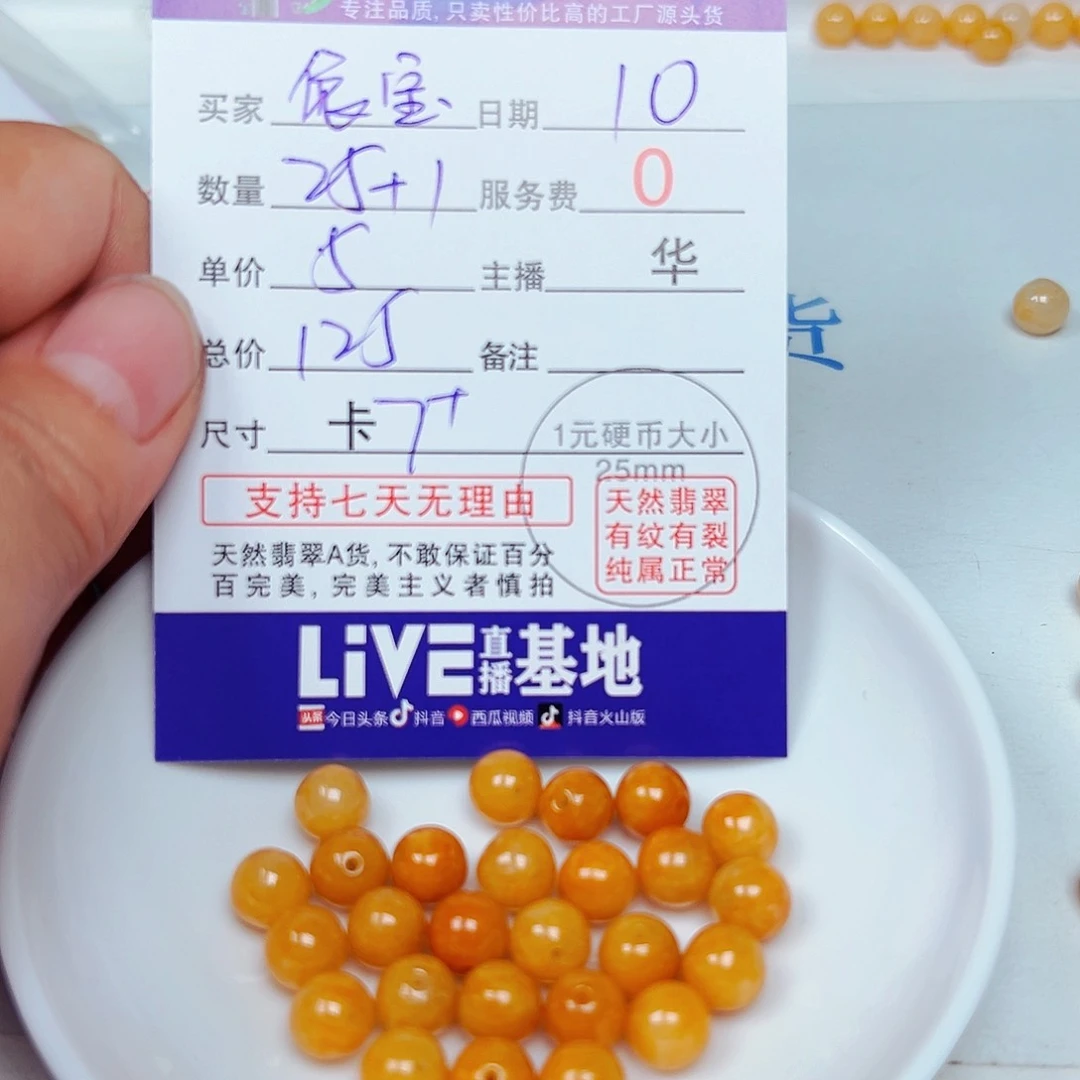 专注品质,只卖性价比高的工厂源头货
买家 宝 日期 10
数量 25+1 服务费 0
单价 5 主播 华
总价 125 备注
尺寸 卡 7+ 1元硬币大小
25mm
支持七天无理由
天然翡翠
有纹有裂
纯属正常
天然翡翠A货,不敢保证百分
百完美,完美主义者慎拍
LiVE直播基地
头条 今日头条 抖音 西瓜视频 抖音火山版
货